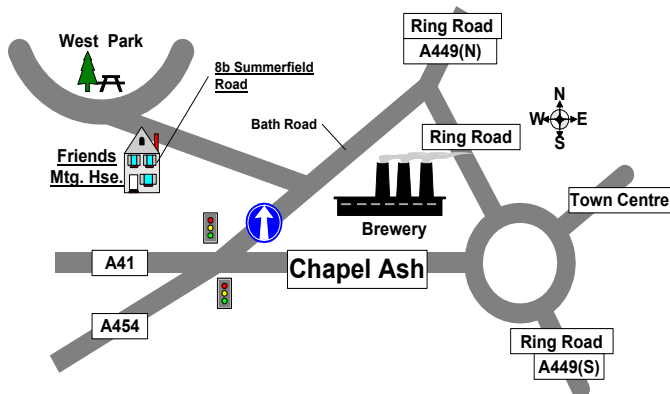 West Park
8b Summerfield
Road
Bath Road
Ring Road
A449(N)
N
W
E
S
Ring Road
Friends
Mtg. Hse.
Town Centre
Brewery
A41
Chapel Ash
A454
Ring Road
A449(S)